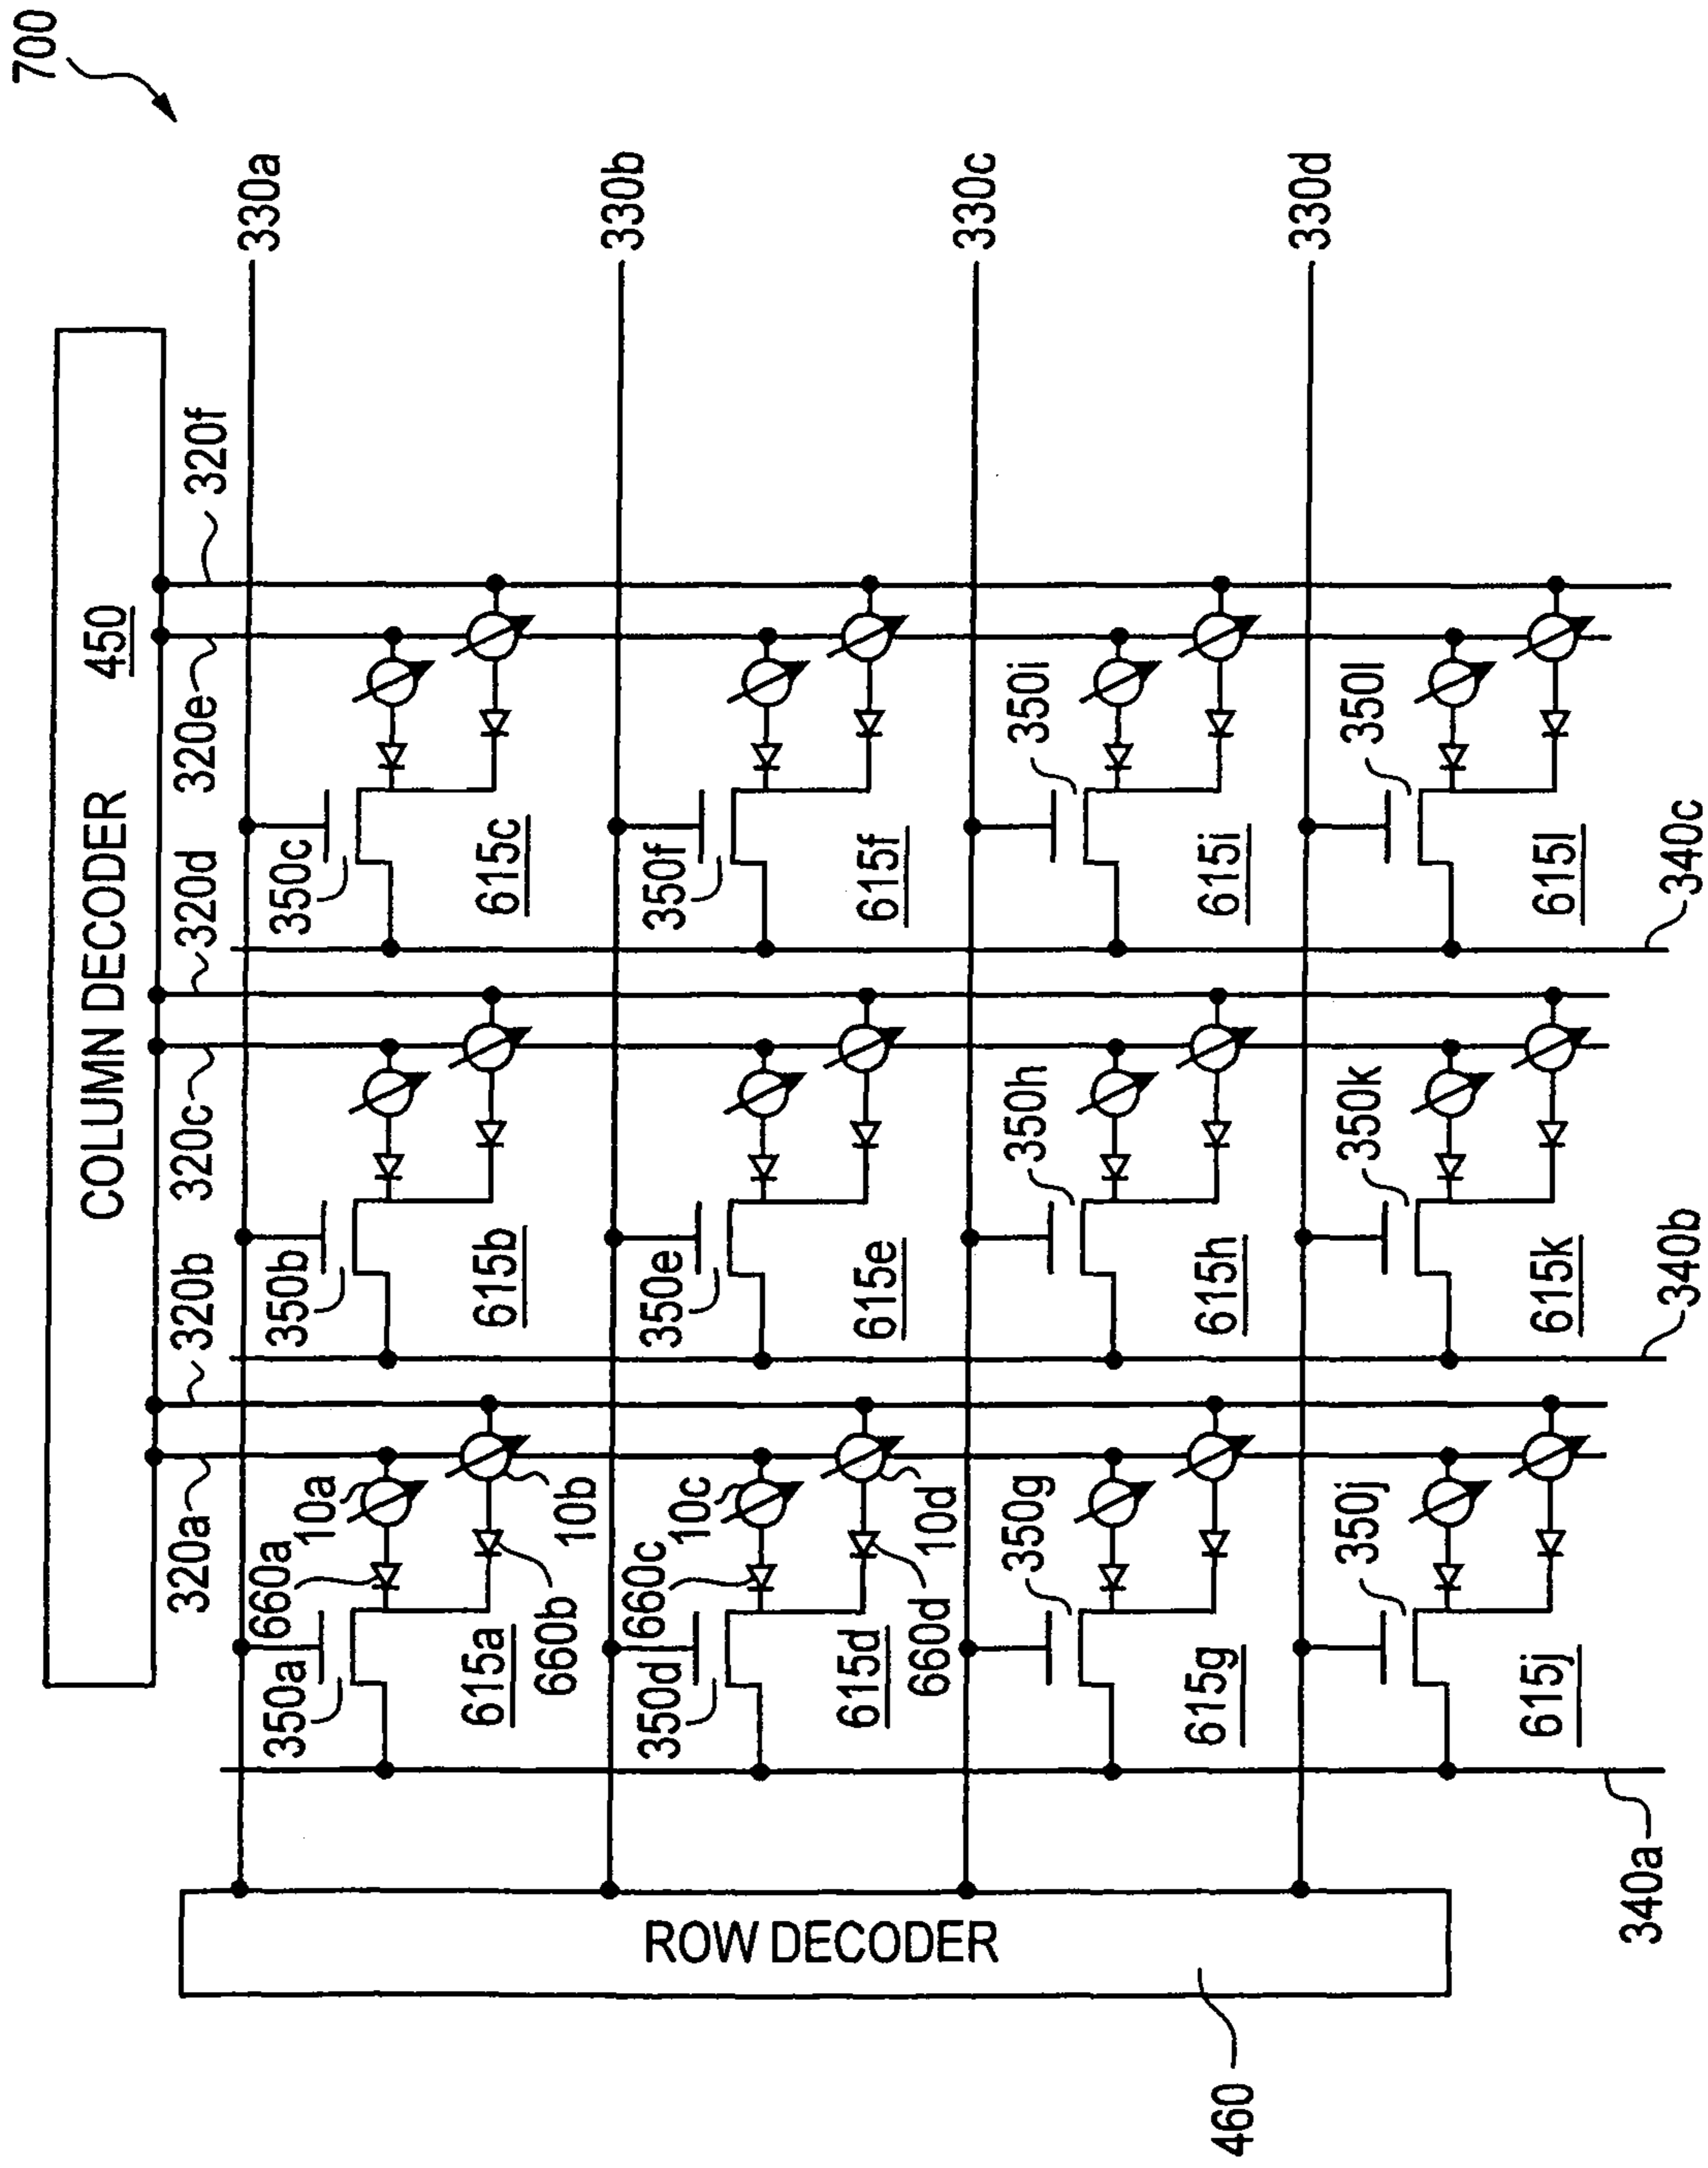 700
COLUMN DECODER 450
320a
320b
320c
320d
320e
320f
330a
660a
10a
350a
350b
350c
615a
660b
10b
615b
615c
330b
660c
10c
350d
350e
350f
615d
660d
10d
615e
615f
330c
350g
350h
350i
615g
615h
615i
330d
350j
350k
350l
615j
615k
615l
340a
340b
340c
ROW DECODER
460